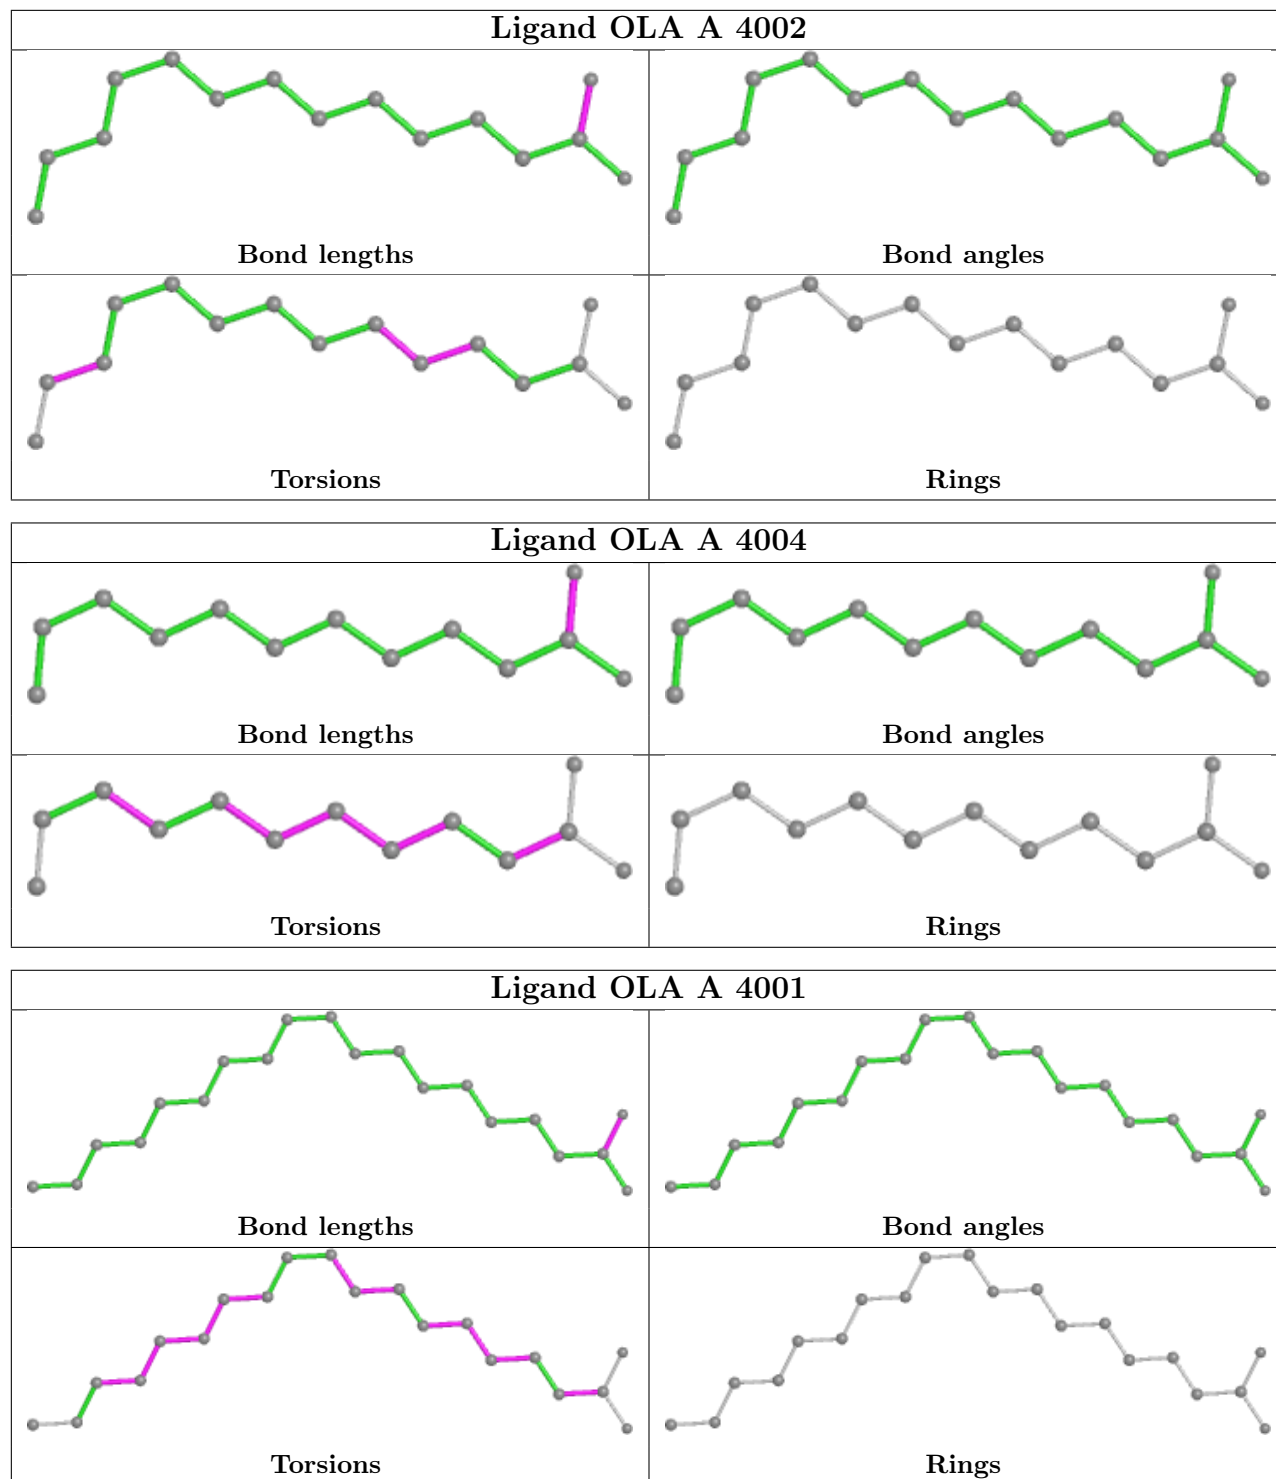 Ligand OLA A 4002
Bond lengths
Bond angles
Torsions
Rings
Ligand OLA A 4004
Bond lengths
Bond angles
Torsions
Rings
Ligand OLA A 4001
Bond lengths
Bond angles
Torsions
Rings